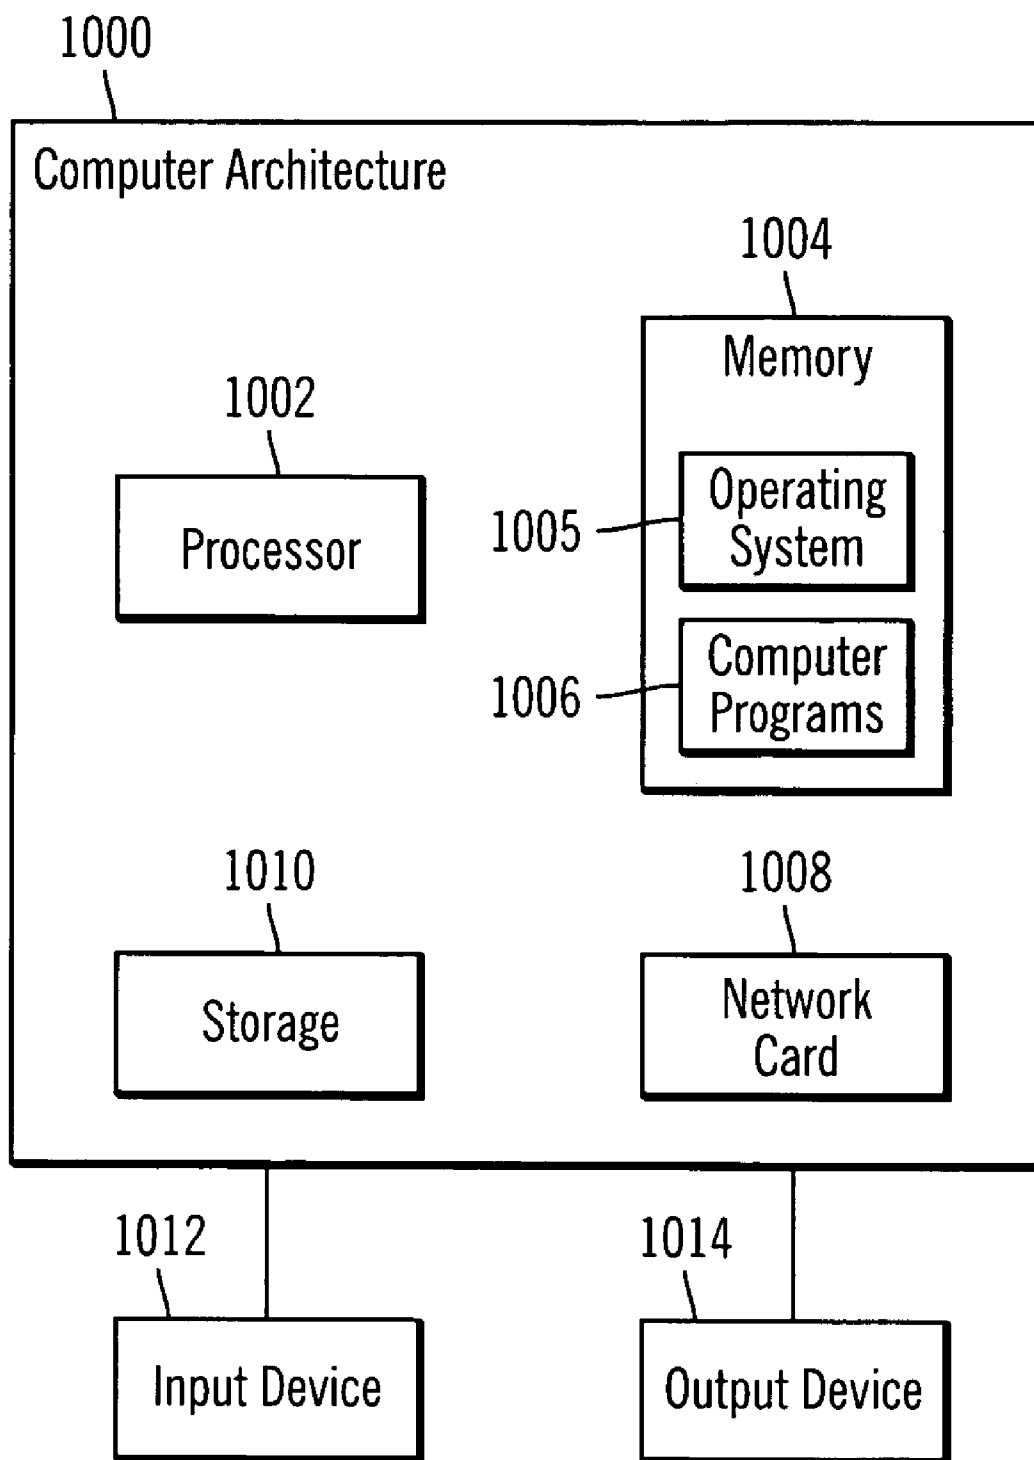 1000
Computer Architecture
1004
Memory
1002
Processor
1005
Operating
System
1006
Computer
Programs
1010
Storage
1008
Network
Card
1012
Input Device
1014
Output Device